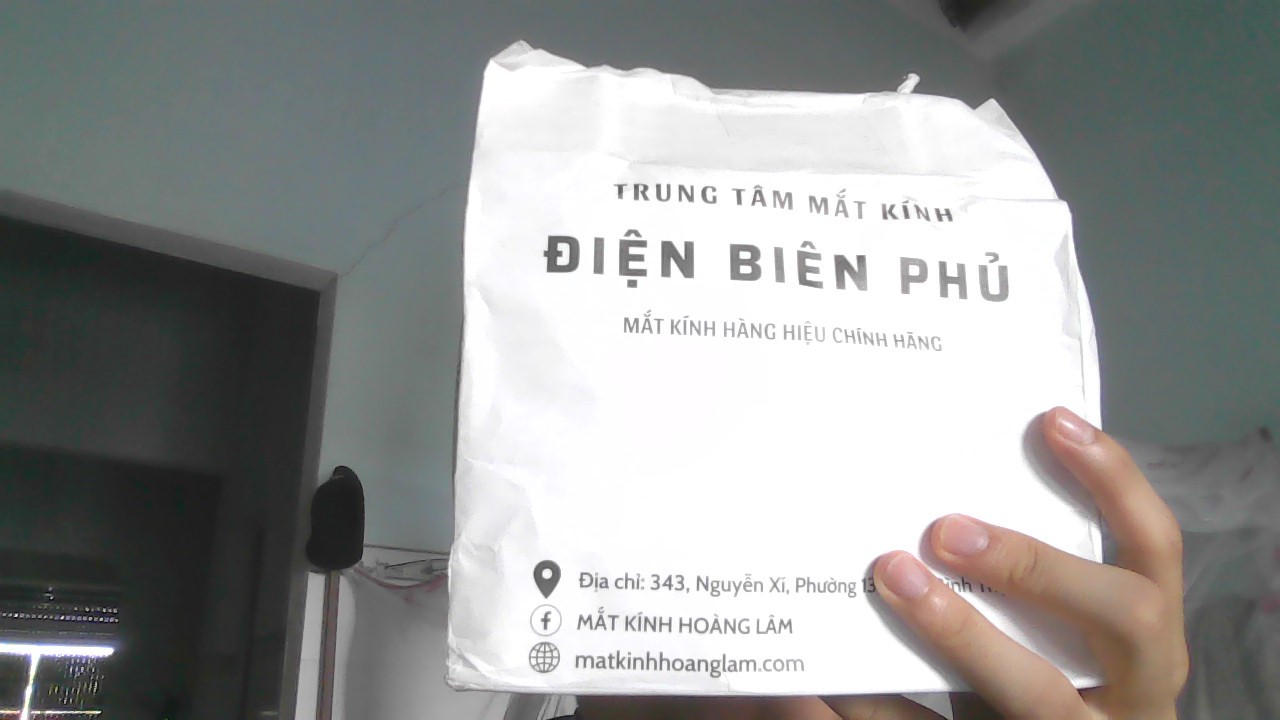 TRUNG TÂM MẮT KÍNH
ĐIỆN BIÊN PHỦ
MẮT KÍNH HÀNG HIỆU CHÍNH HÃNG
Địa chỉ: 343, Nguyễn Xí, Phường 13
MẮT KÍNH HOÀNG LÂM
matkinhhoanglam.com